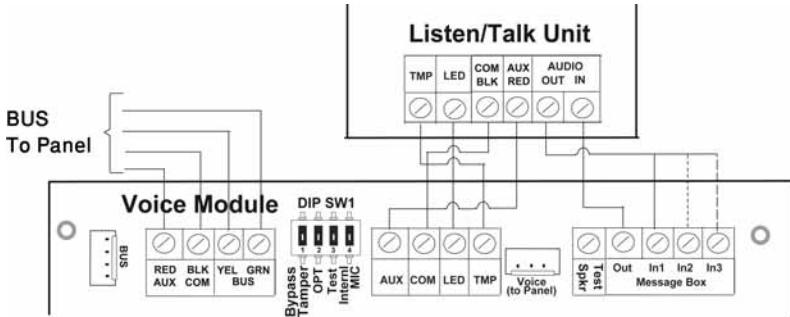 Listen/Talk Unit
TMP LED COM BLK AUX RED AUDIO OUT IN
BUS
To Panel
Voice Module
DIP SW1
BUS
RED AUX
BLK COM
YEL GRN
BUS
1 2 3 4
Bypass Tamper
OPT
Test
Internl MIC
AUX COM LED TMP
Voice
(to Panel)
Test Spkr
Out In1 In2 In3
Message Box